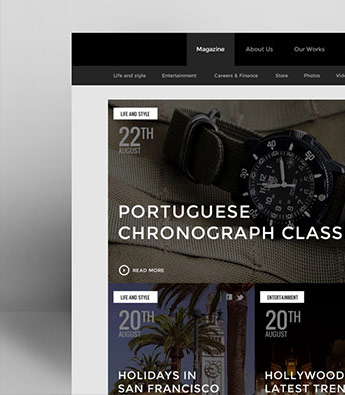 Magazine About Us Our Works
Life and style Entertainment Careers & Finance Store Photos Vide
LIFE AND STYLE
22TH
AUGUST
PORTUGUESE
CHRONOGRAPH CLASS
READ MORE
LIFE AND STYLE
20TH
AUGUST
HOLIDAYS IN
SAN FRANCISCO
ENTERTAINMENT
20TH
AUGUST
HOLLYWOOD
LATEST TREN